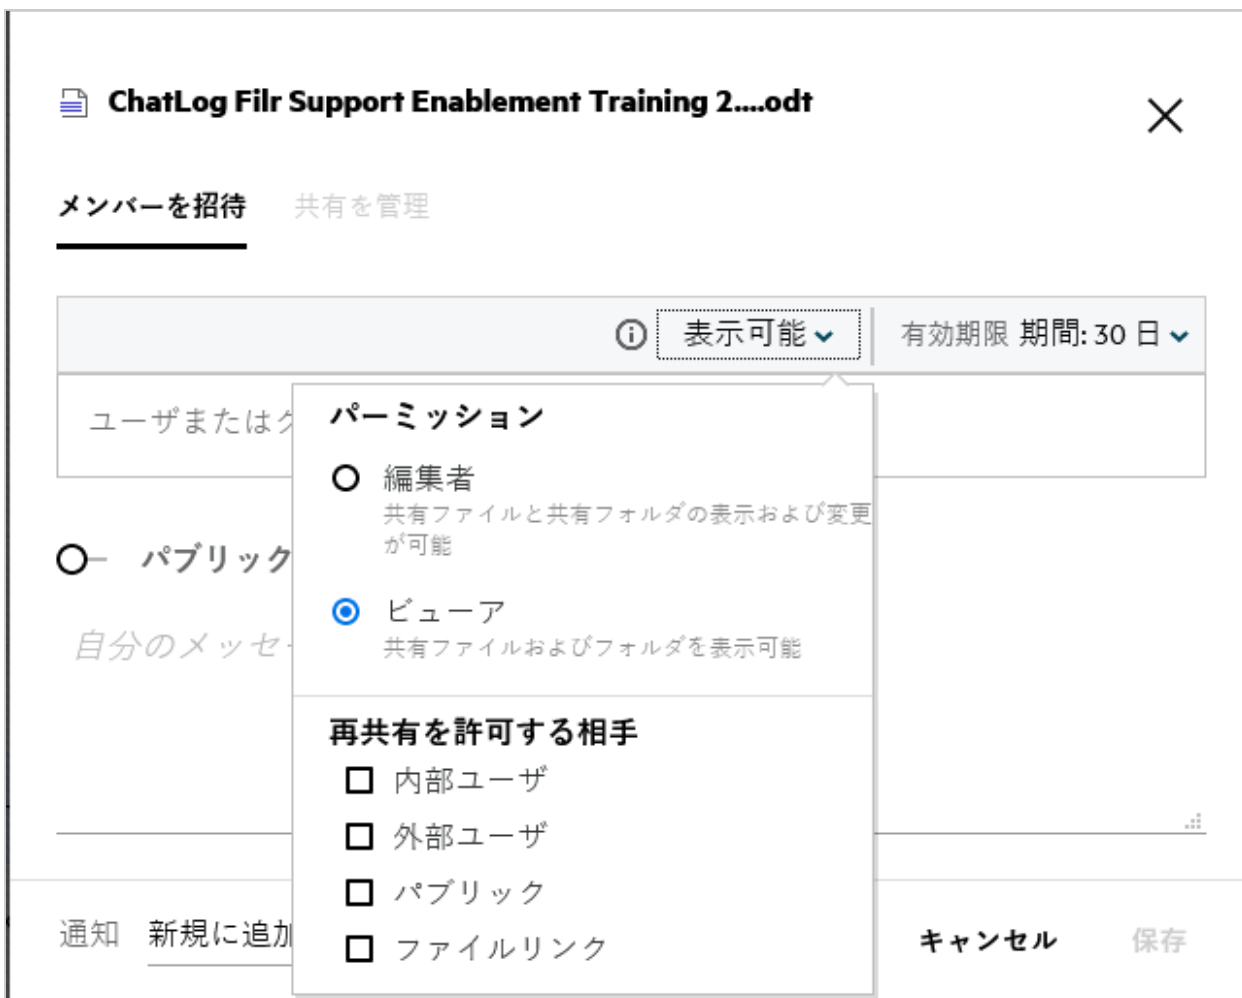 ChatLog Filr Support Enablement Training 2....odt
メンバーを招待 共有を管理
表示可能 有効期限 期間: 30 日
ユーザまたは
パーミッション
編集者
共有ファイルと共有フォルダの表示および変更
が可能
パブリック
ビューア
共有ファイルおよびフォルダを表示可能
自分のメッセ
再共有を許可する相手
内部ユーザ
外部ユーザ
パブリック
ファイルリンク
通知 新規に追加
キャンセル 保存